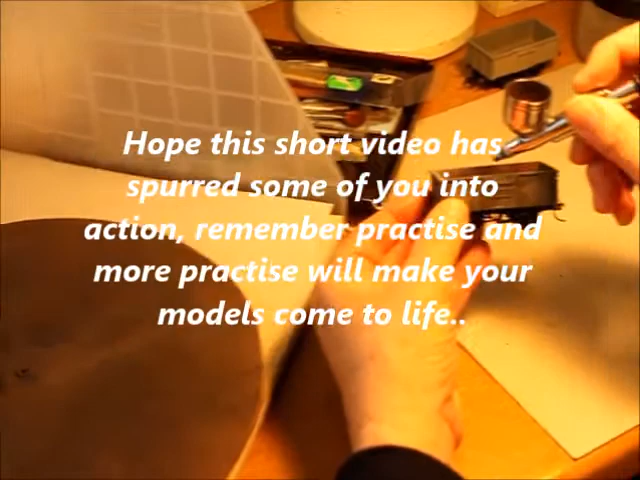 Hope this short video has
spurred some of you into
action, remember practise and
more practise will make your
models come to life..